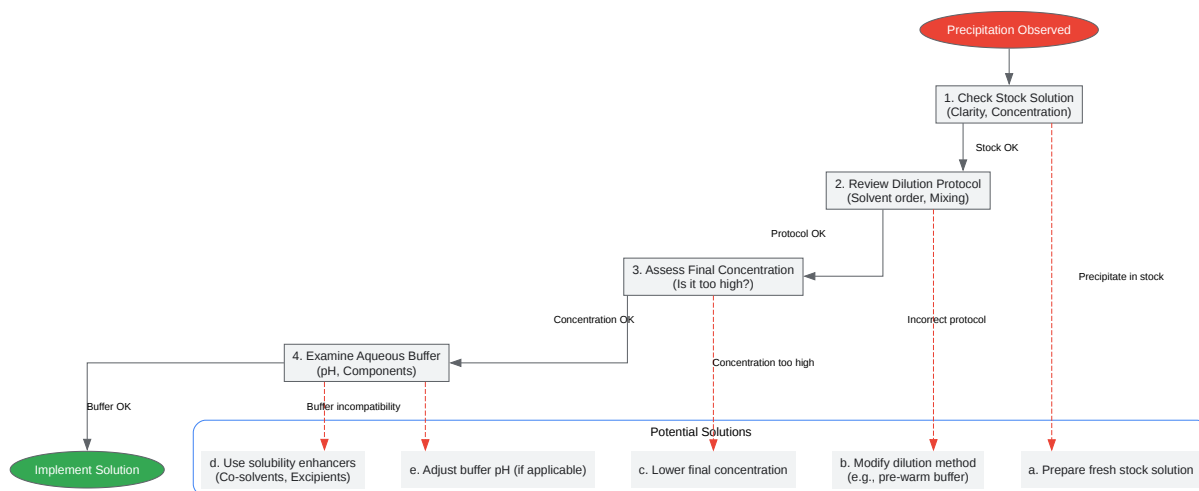 Precipitation Observed
1. Check Stock Solution
(Clarity, Concentration)
Stock OK
2. Review Dilution Protocol
(Solvent order, Mixing)
Protocol OK
3. Assess Final Concentration
(Is it too high?)
Precipitate in stock
Concentration OK
Incorrect protocol
4. Examine Aqueous Buffer
(pH, Components)
Concentration too high
Buffer OK
Buffer incompatibility
Potential Solutions
Implement Solution
d. Use solubility enhancers
(Co-solvents, Excipients)
e. Adjust buffer pH (if applicable)
c. Lower final concentration
b. Modify dilution method
(e.g., pre-warm buffer)
a. Prepare fresh stock solution